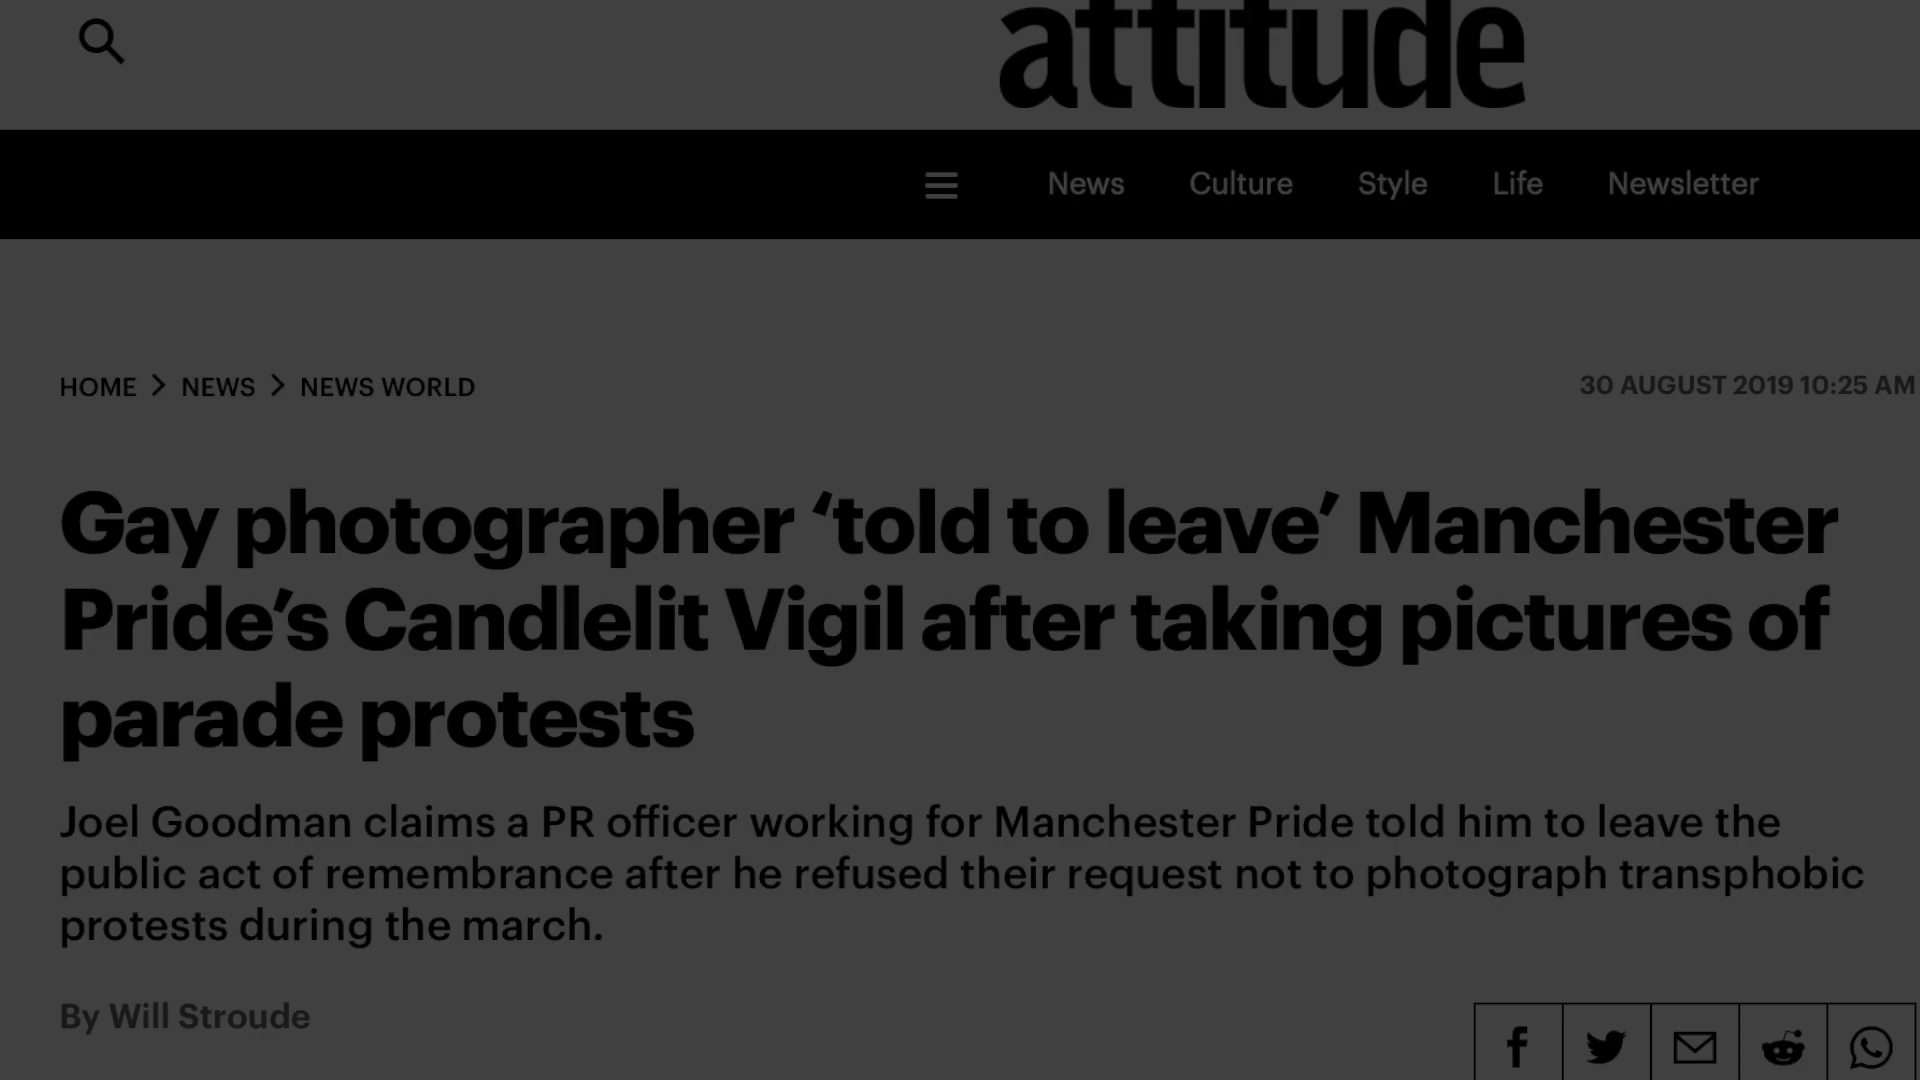 attitude
News Culture Style Life Newsletter
HOME > NEWS > NEWS WORLD
30 AUGUST 2019 10:25 AM
Gay photographer ‘told to leave’ Manchester
Pride’s Candlelit Vigil after taking pictures of
parade protests
Joel Goodman claims a PR officer working for Manchester Pride told him to leave the
public act of remembrance after he refused their request not to photograph transphobic
protests during the march.
By Will Stroude